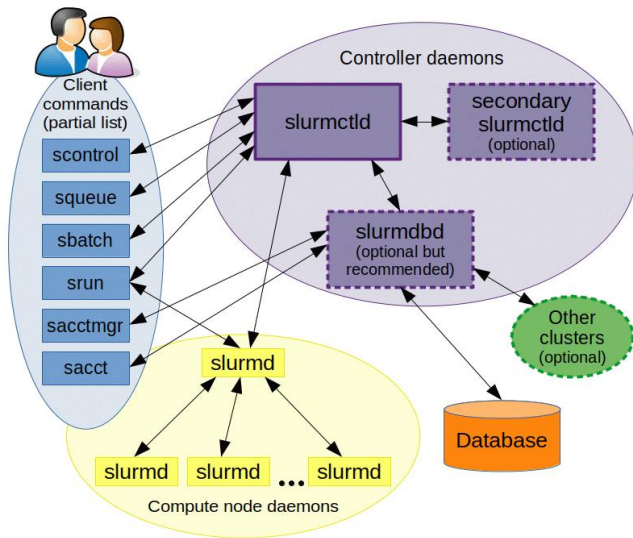 Client
commands
(partial list)
scontrol
squeue
sbatch
srun
sacctmgr
sacct
Controller daemons
slurmctld
secondary
slurmctld
(optional)
slurmdbd
(optional but
recommended)
Other
clusters
(optional)
Database
slurmd
slurmd
slurmd
...
slurmd
Compute node daemons